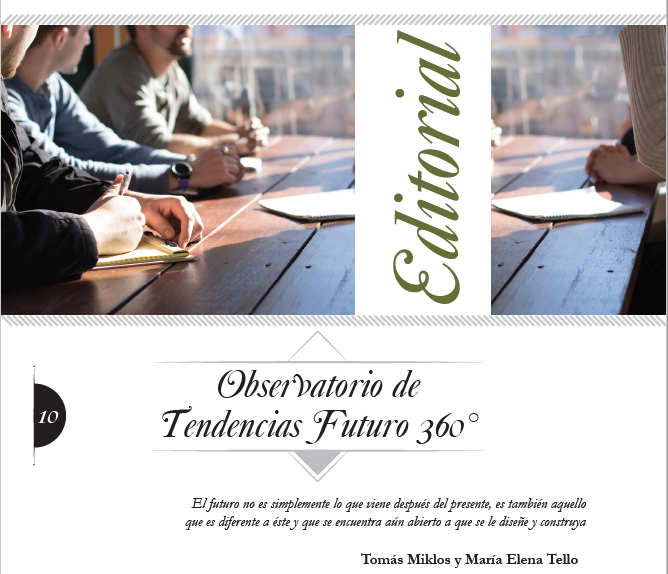 Editorial
Observatorio de
Tendencias Futuro 360°
10
El futuro no es simplemente lo que viene después del presente, es también aquello
que es diferente a éste y que se encuentra aún abierto a que se le diseñe y construya
Tomás Miklos y María Elena Tello